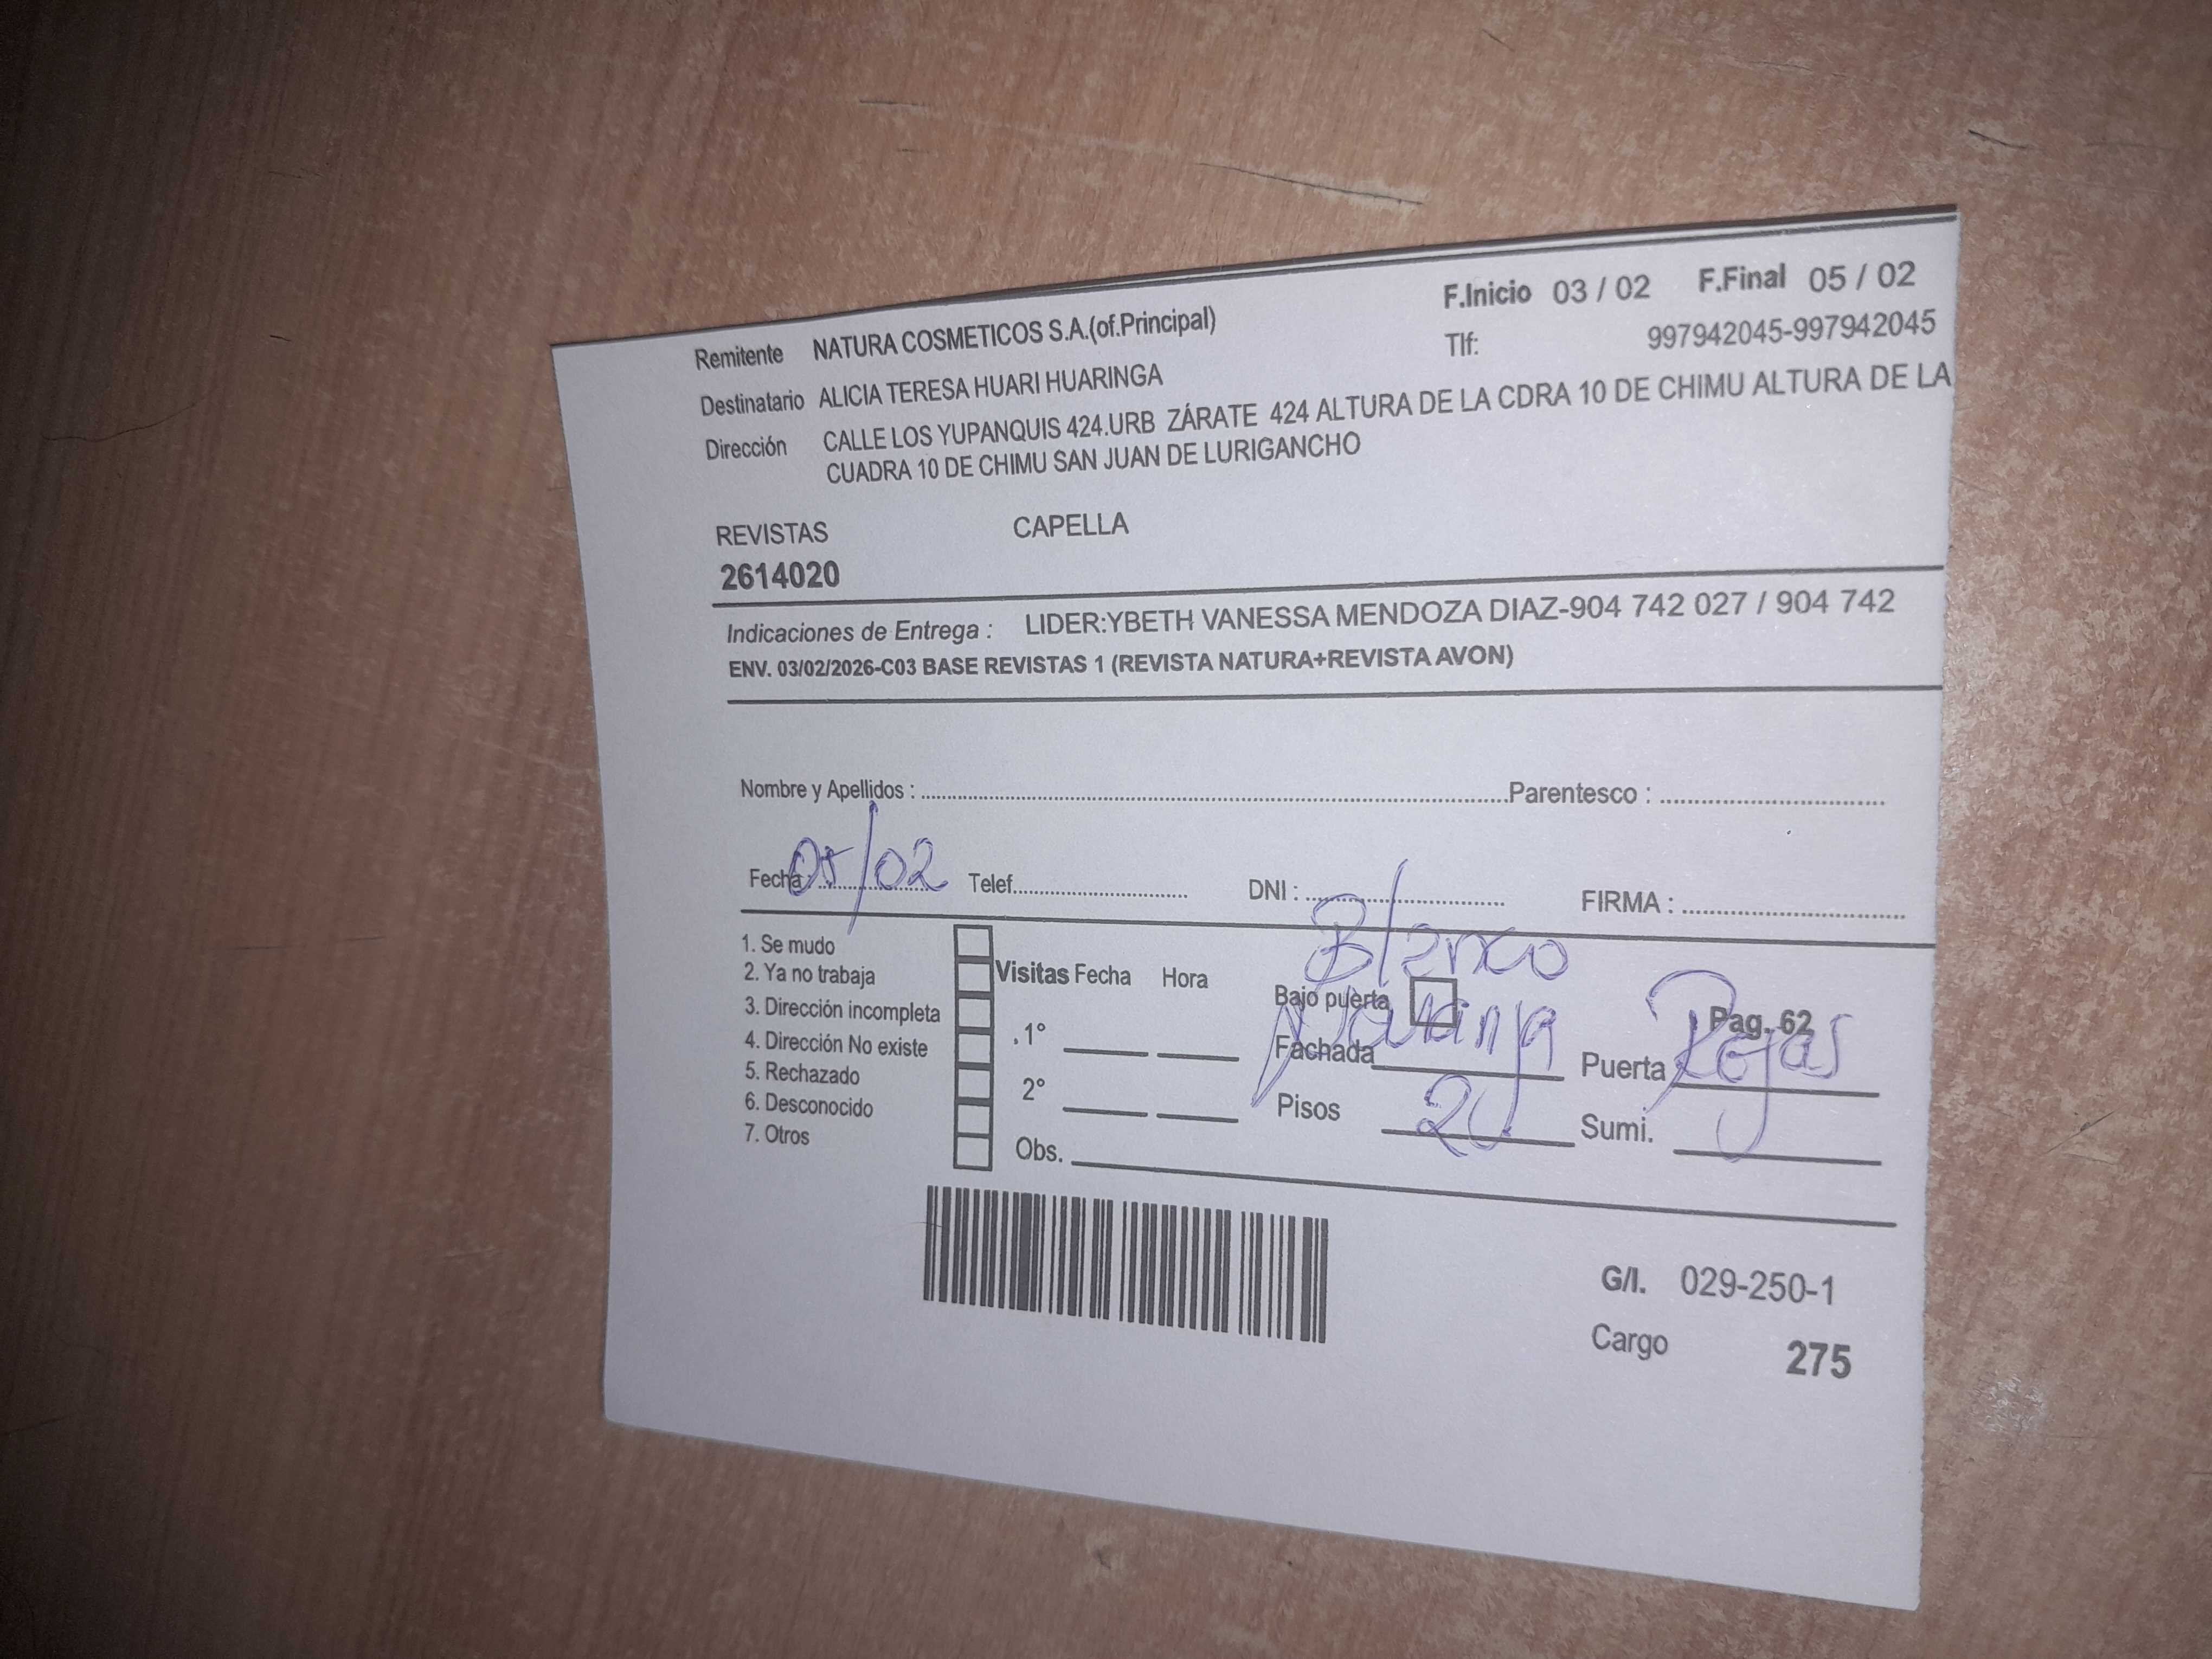 Remitente NATURA COSMETICOS S.A.(of.Principal) F.Inicio 03 / 02 F.Final 05 / 02
Tlf: 997942045-997942045
Destinatario ALICIA TERESA HUARI HUARINGA
Dirección CALLE LOS YUPANQUIS 424.URB ZÁRATE 424 ALTURA DE LA CDRA 10 DE CHIMU ALTURA DE LA
CUADRA 10 DE CHIMU SAN JUAN DE LURIGANCHO
REVISTAS CAPELLA
2614020
Indicaciones de Entrega : LIDER:YBETH VANESSA MENDOZA DIAZ-904 742 027 / 904 742
ENV. 03/02/2026-C03 BASE REVISTAS 1 (REVISTA NATURA+REVISTA AVON)
Nombre y Apellidos : Parentesco :
Fecha : 05/02 Telef. DNI : FIRMA :
Blanco
1. Se mudo
2. Ya no trabaja
3. Dirección incompleta
4. Dirección No existe
5. Rechazado
6. Desconocido
7. Otros
Visitas Fecha Hora
.1°
2°
Obs.
Bajo puerta Pag. 62
Fachada Naranja Puerta Rejas
Pisos Sumi.
G/I. 029-250-1
Cargo 275